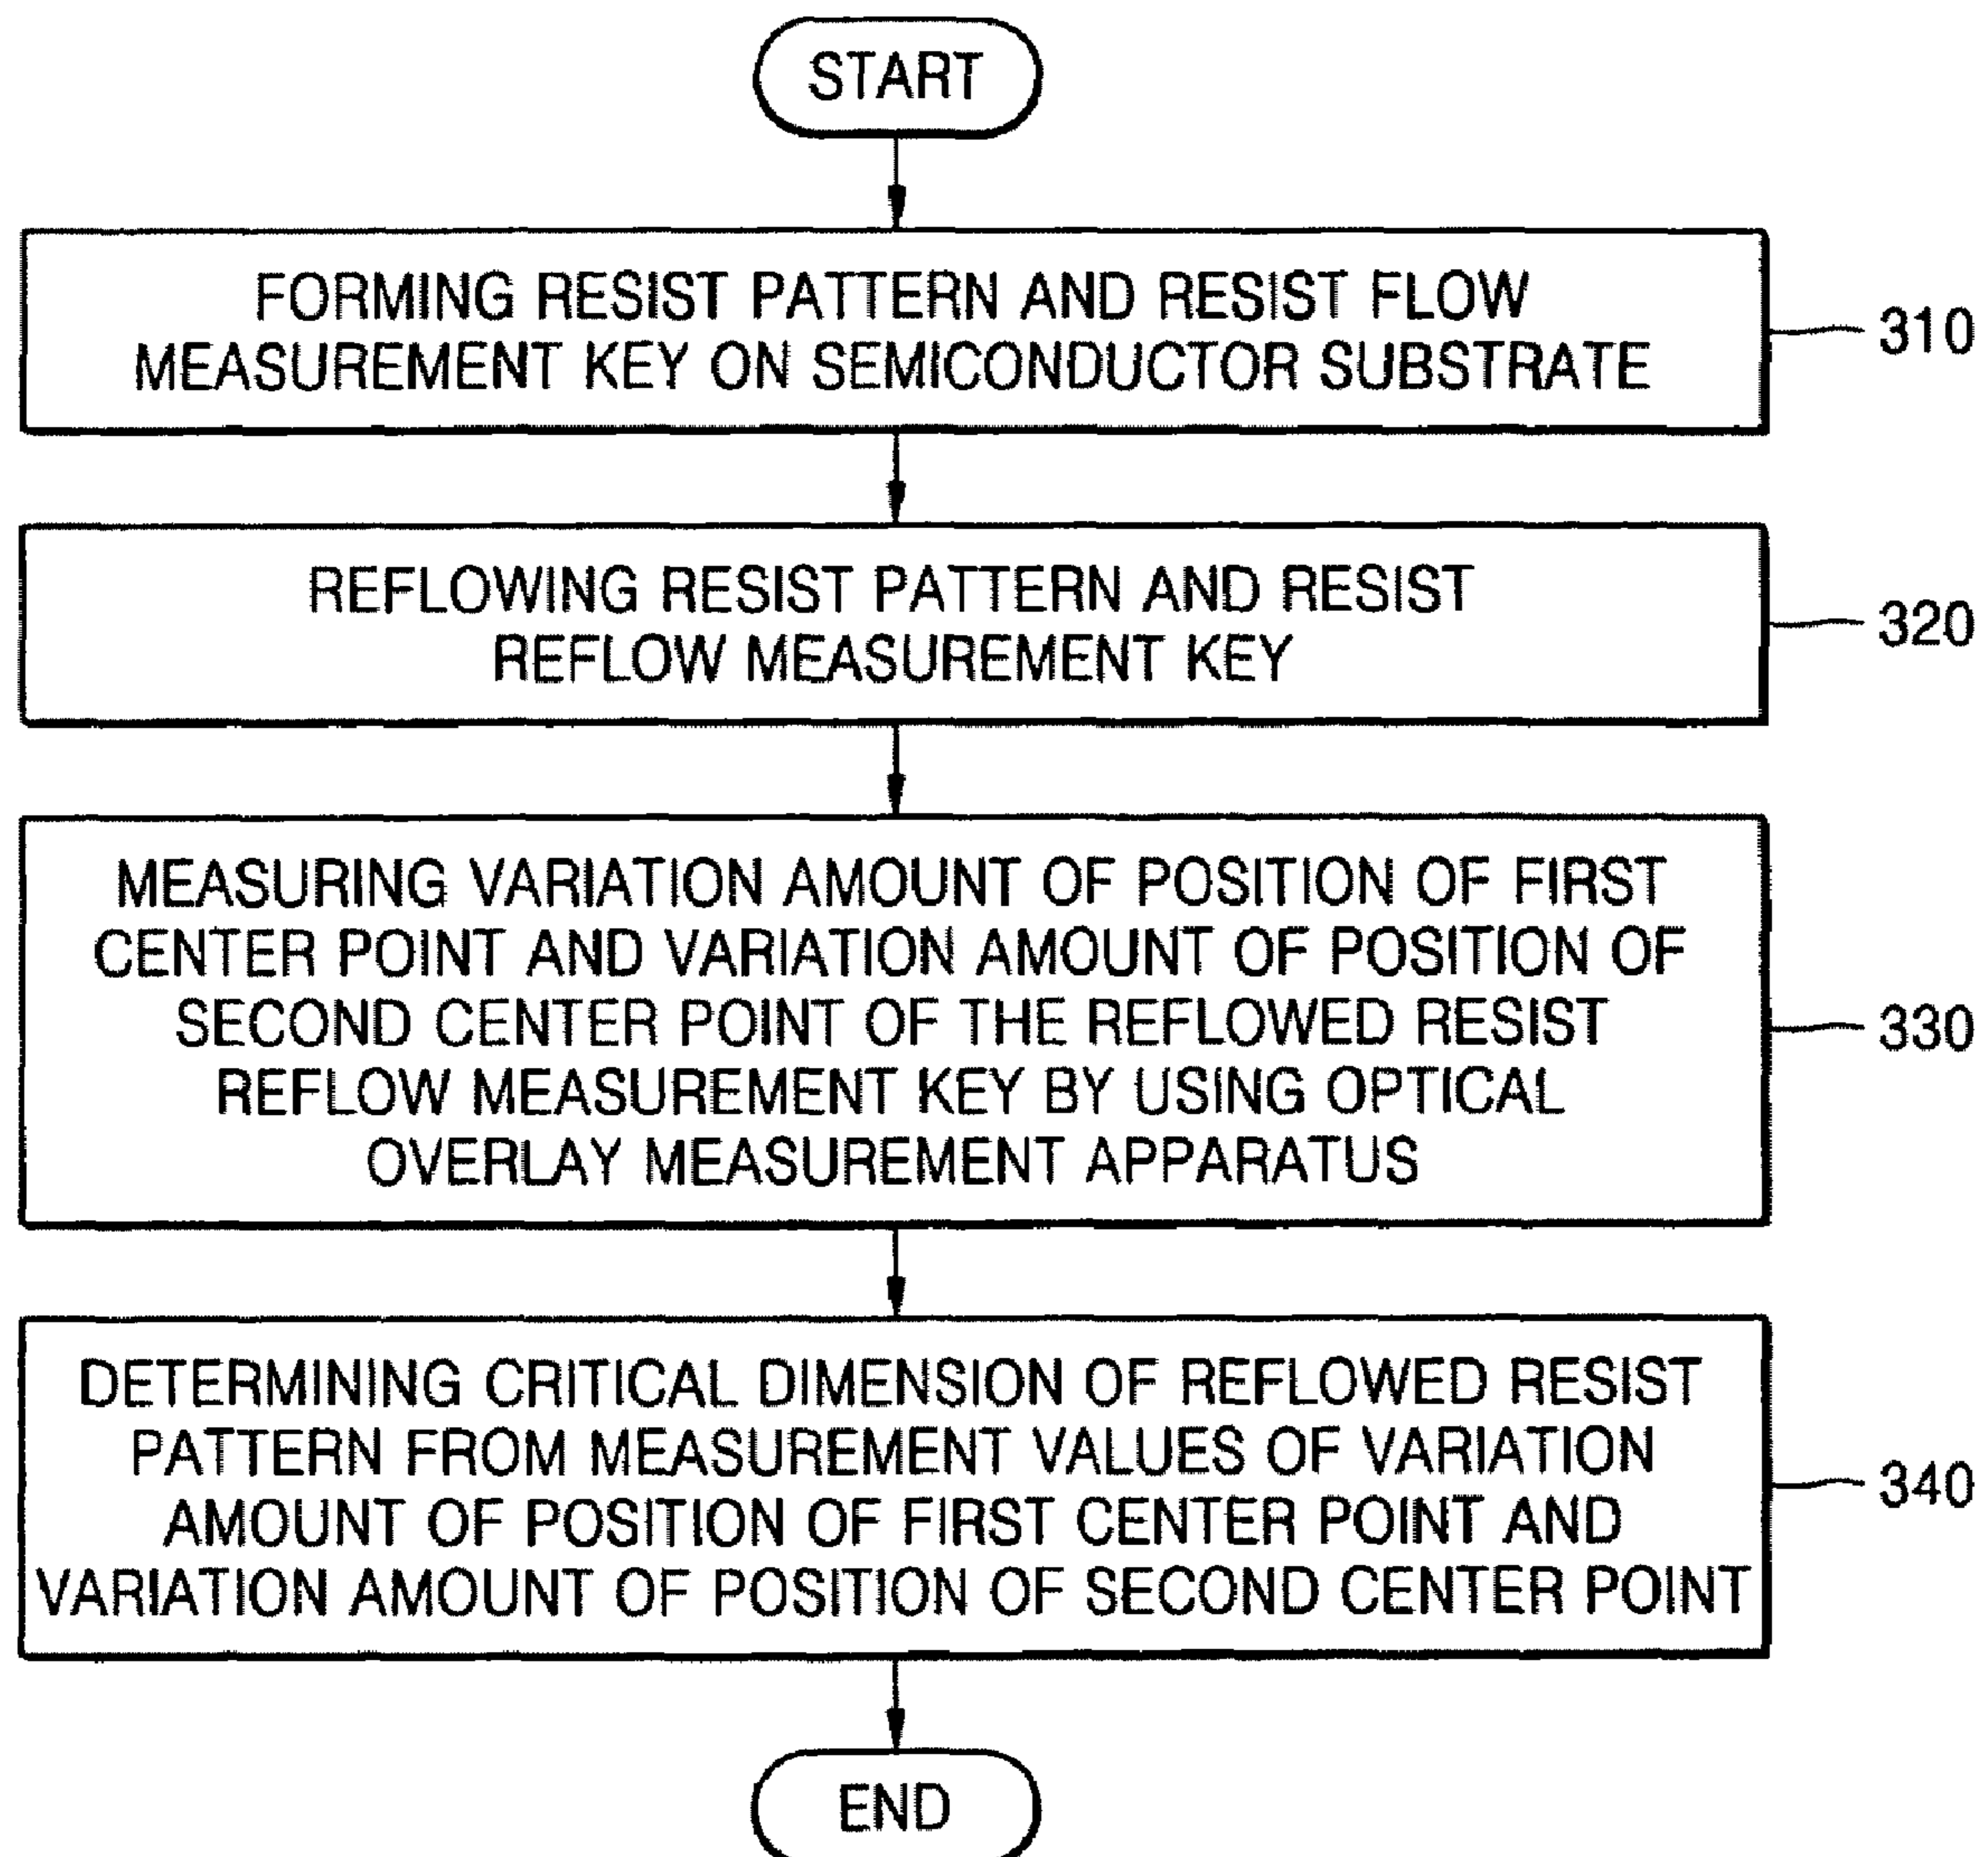 START
FORMING RESIST PATTERN AND RESIST FLOW
MEASUREMENT KEY ON SEMICONDUCTOR SUBSTRATE
310
REFLOWING RESIST PATTERN AND RESIST
REFLOW MEASUREMENT KEY
320
MEASURING VARIATION AMOUNT OF POSITION OF FIRST
CENTER POINT AND VARIATION AMOUNT OF POSITION OF
SECOND CENTER POINT OF THE REFLOWED RESIST
REFLOW MEASUREMENT KEY BY USING OPTICAL
OVERLAY MEASUREMENT APPARATUS
330
DETERMINING CRITICAL DIMENSION OF REFLOWED RESIST
PATTERN FROM MEASUREMENT VALUES OF VARIATION
AMOUNT OF POSITION OF FIRST CENTER POINT AND
VARIATION AMOUNT OF POSITION OF SECOND CENTER POINT
340
END